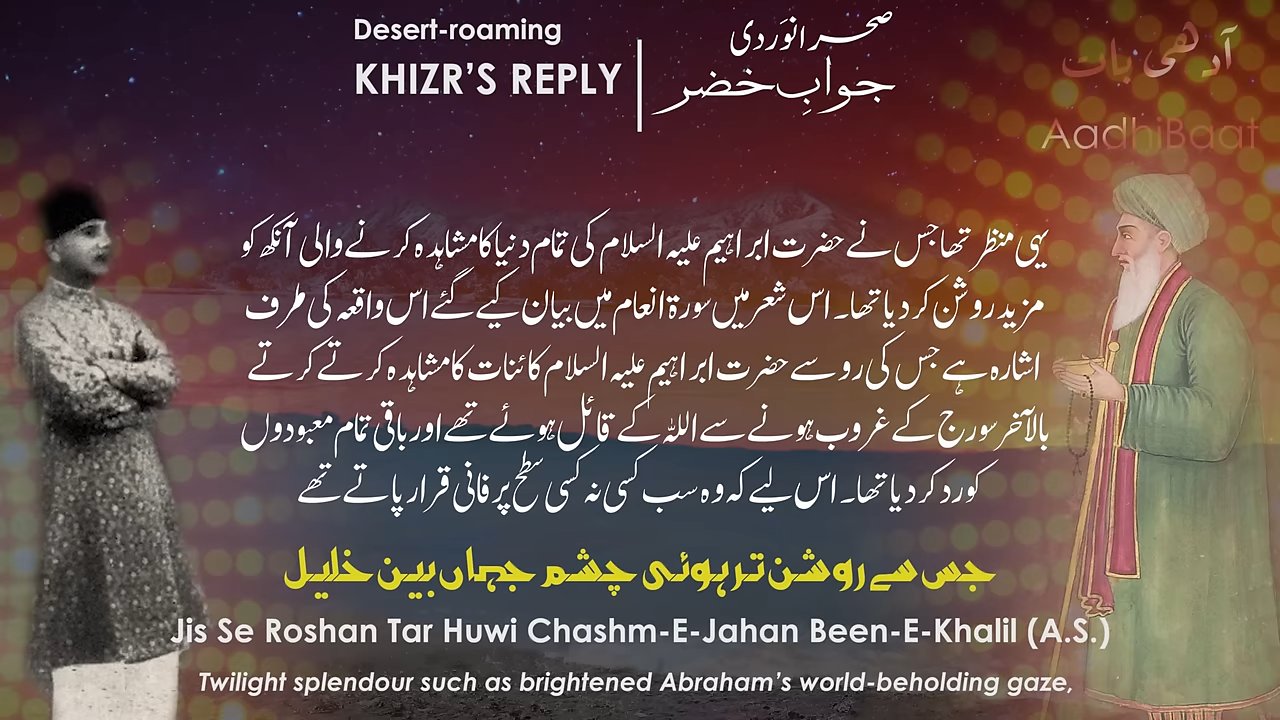 Desert-roaming
KHIZR'S REPLY
صحرا نَوَردی
جوابِ خضر
آدھی بات
AadhiBaat
یہی منظر تھا جس نے حضرت ابراہیم علیہ السلام کی تمام دنیا کا مشاہدہ کرنے والی آنکھ کو
مزید روشن کر دیا تھا۔ اس شعر میں سورۃ انعام میں بیان کیے گئے اس واقعہ کی طرف
اشارہ ہے جس کی رو سے حضرت ابراہیم علیہ السلام کائنات کا مشاہدہ کرتے کرتے
بالآخر سورج کے غروب ہونے سے اللہ کے قائل ہوئے تھے اور باقی تمام معبودوں
کو رد کر دیا تھا۔ اس لیے کہ وہ سب کسی نہ کسی سطح پر فانی قرار پاتے تھے
جس سے روشن تر ہوئی چشم جہاں بین خلیل
Jis Se Roshan Tar Huwi Chashm-E-Jahan Been-E-Khalil (A.S.)
Twilight splendour such as brightened Abraham's world-beholding gaze,